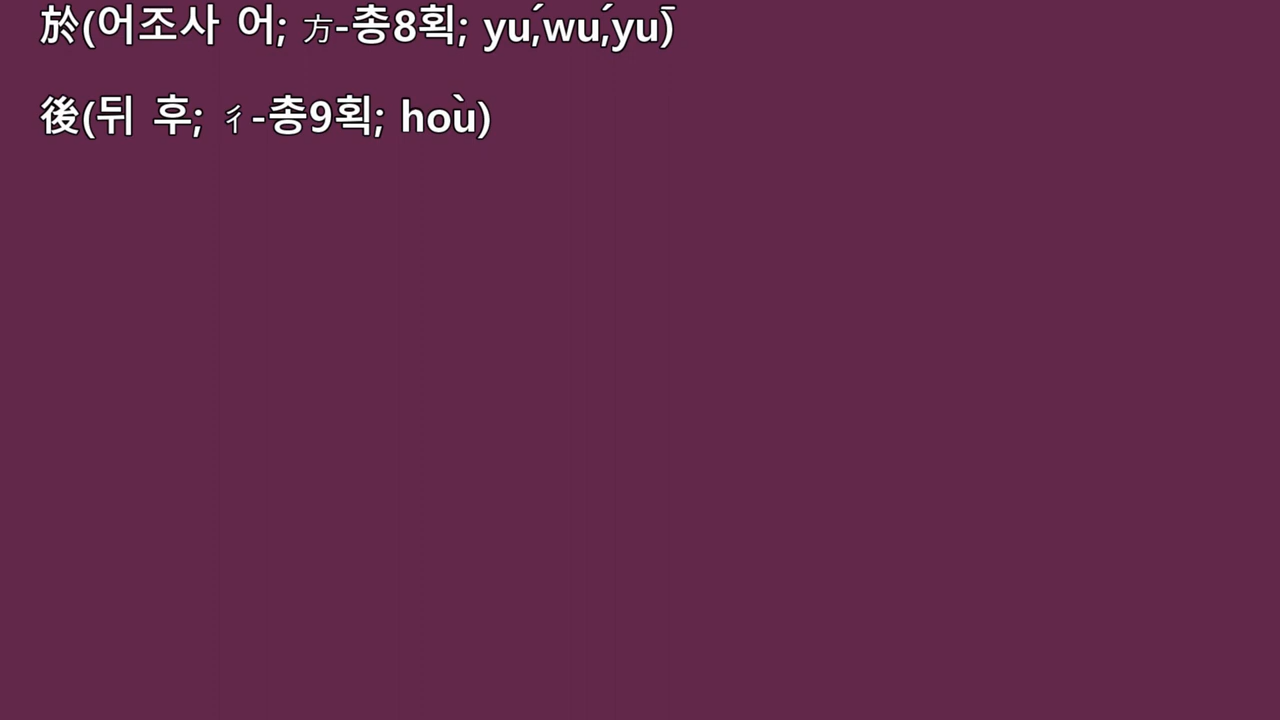 於(어조사 어; 方-총8획; yú,wú,yū)
後(뒤 후; 彳-총9획; hoù)